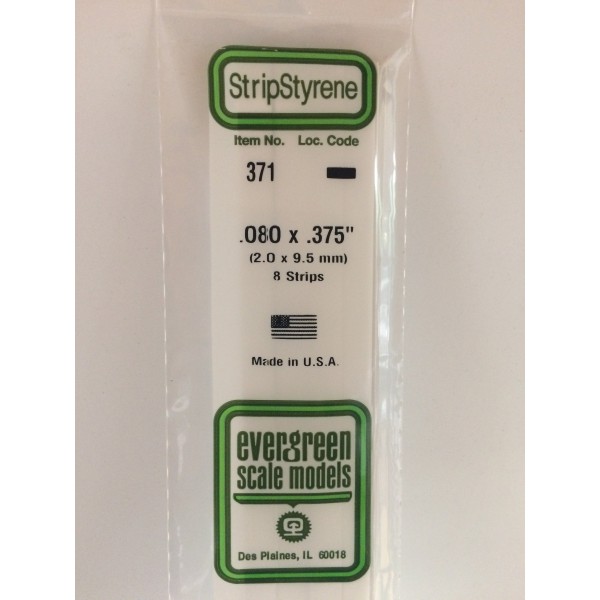 StripStyrene
Item No. Loc. Code
371
.080 x .375"
(2.0 x 9.5 mm)
8 Strips
Made in U.S.A.
evergreen
scale models
Des Plaines, IL 60018